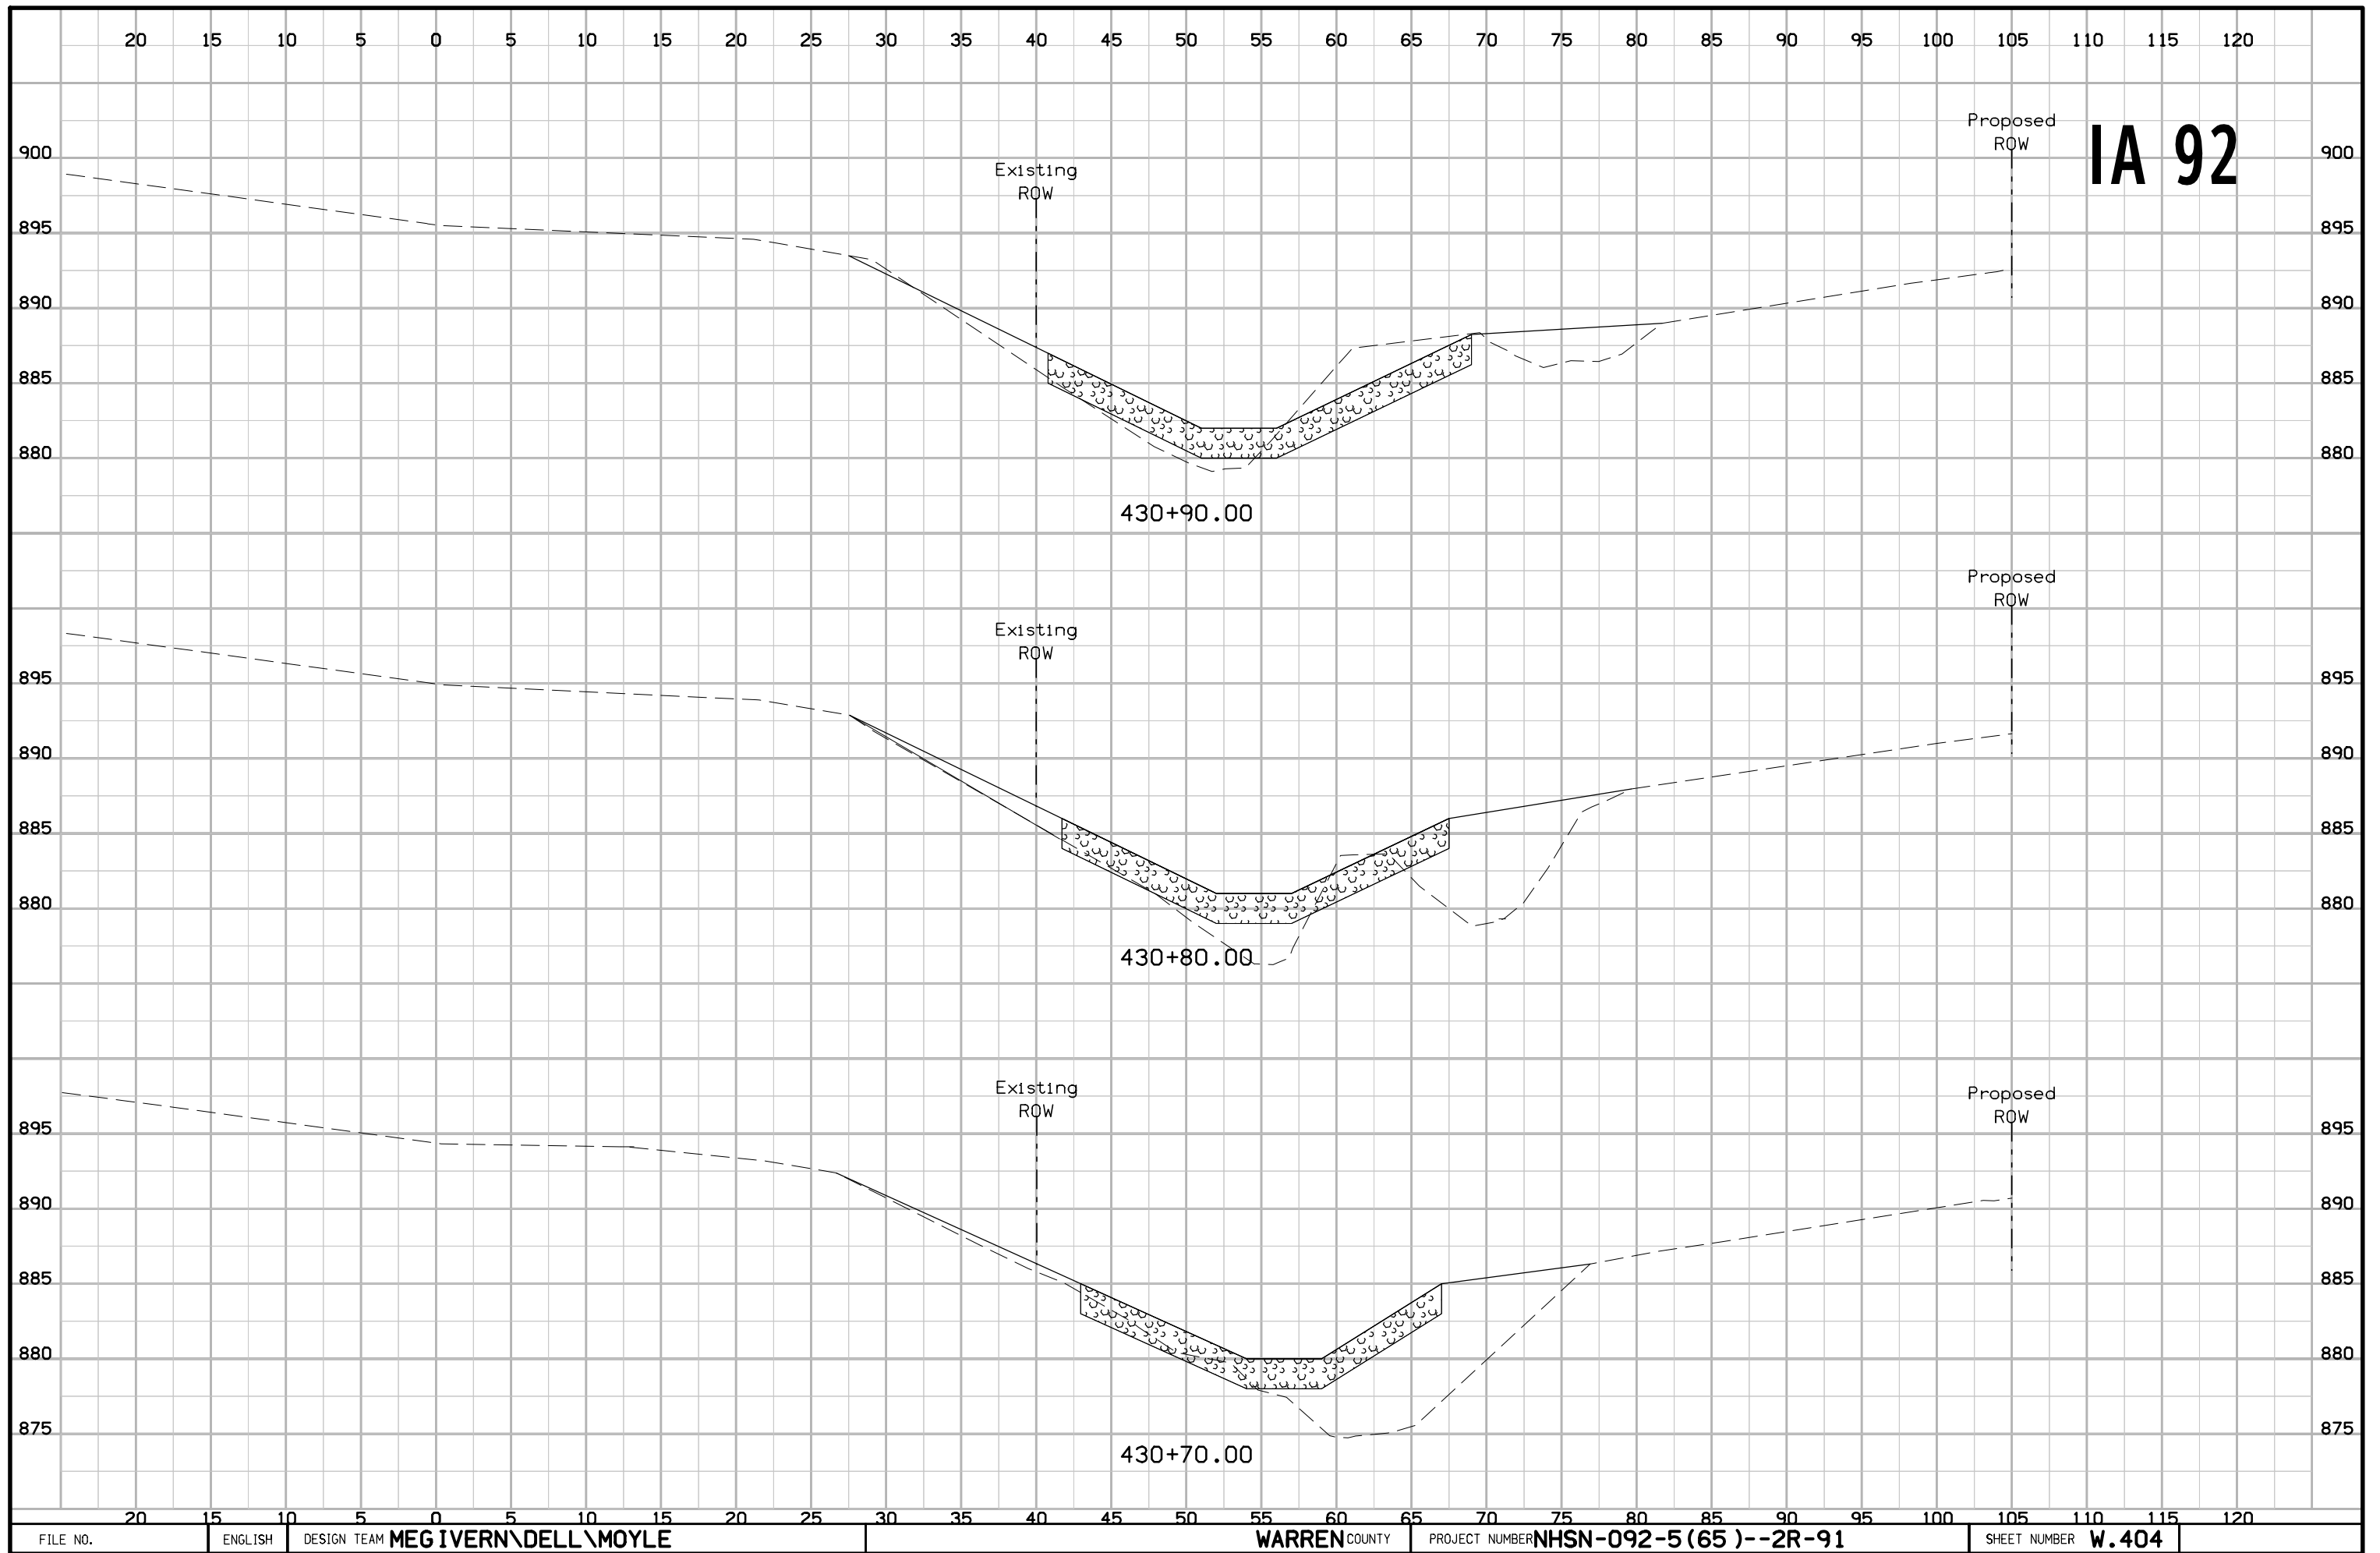 20 15 10 5 0 5 10 15 20 25 30 35 40 45 50 55 60 65 70 75 80 85 90 95 100 105 110 115 120
Proposed
ROW
IA 92
900 900
Existing
ROW
895 895
890 890
885 885
880 880
430+90.00
Proposed
ROW
Existing
ROW
895 895
890 890
885 885
880 880
430+80.00
Existing
ROW
Proposed
ROW
895 895
890 890
885 885
880 880
875 875
430+70.00
20 15 10 5 0 5 10 15 20 25 30 35 40 45 50 55 60 65 70 75 80 85 90 95 100 105 110 115 120
FILE NO. ENGLISH DESIGN TEAM MEGIVERN\DELL\MOYLE WARREN COUNTY PROJECT NUMBER NHSN-092-5(65)--2R-91 SHEET NUMBER W.404